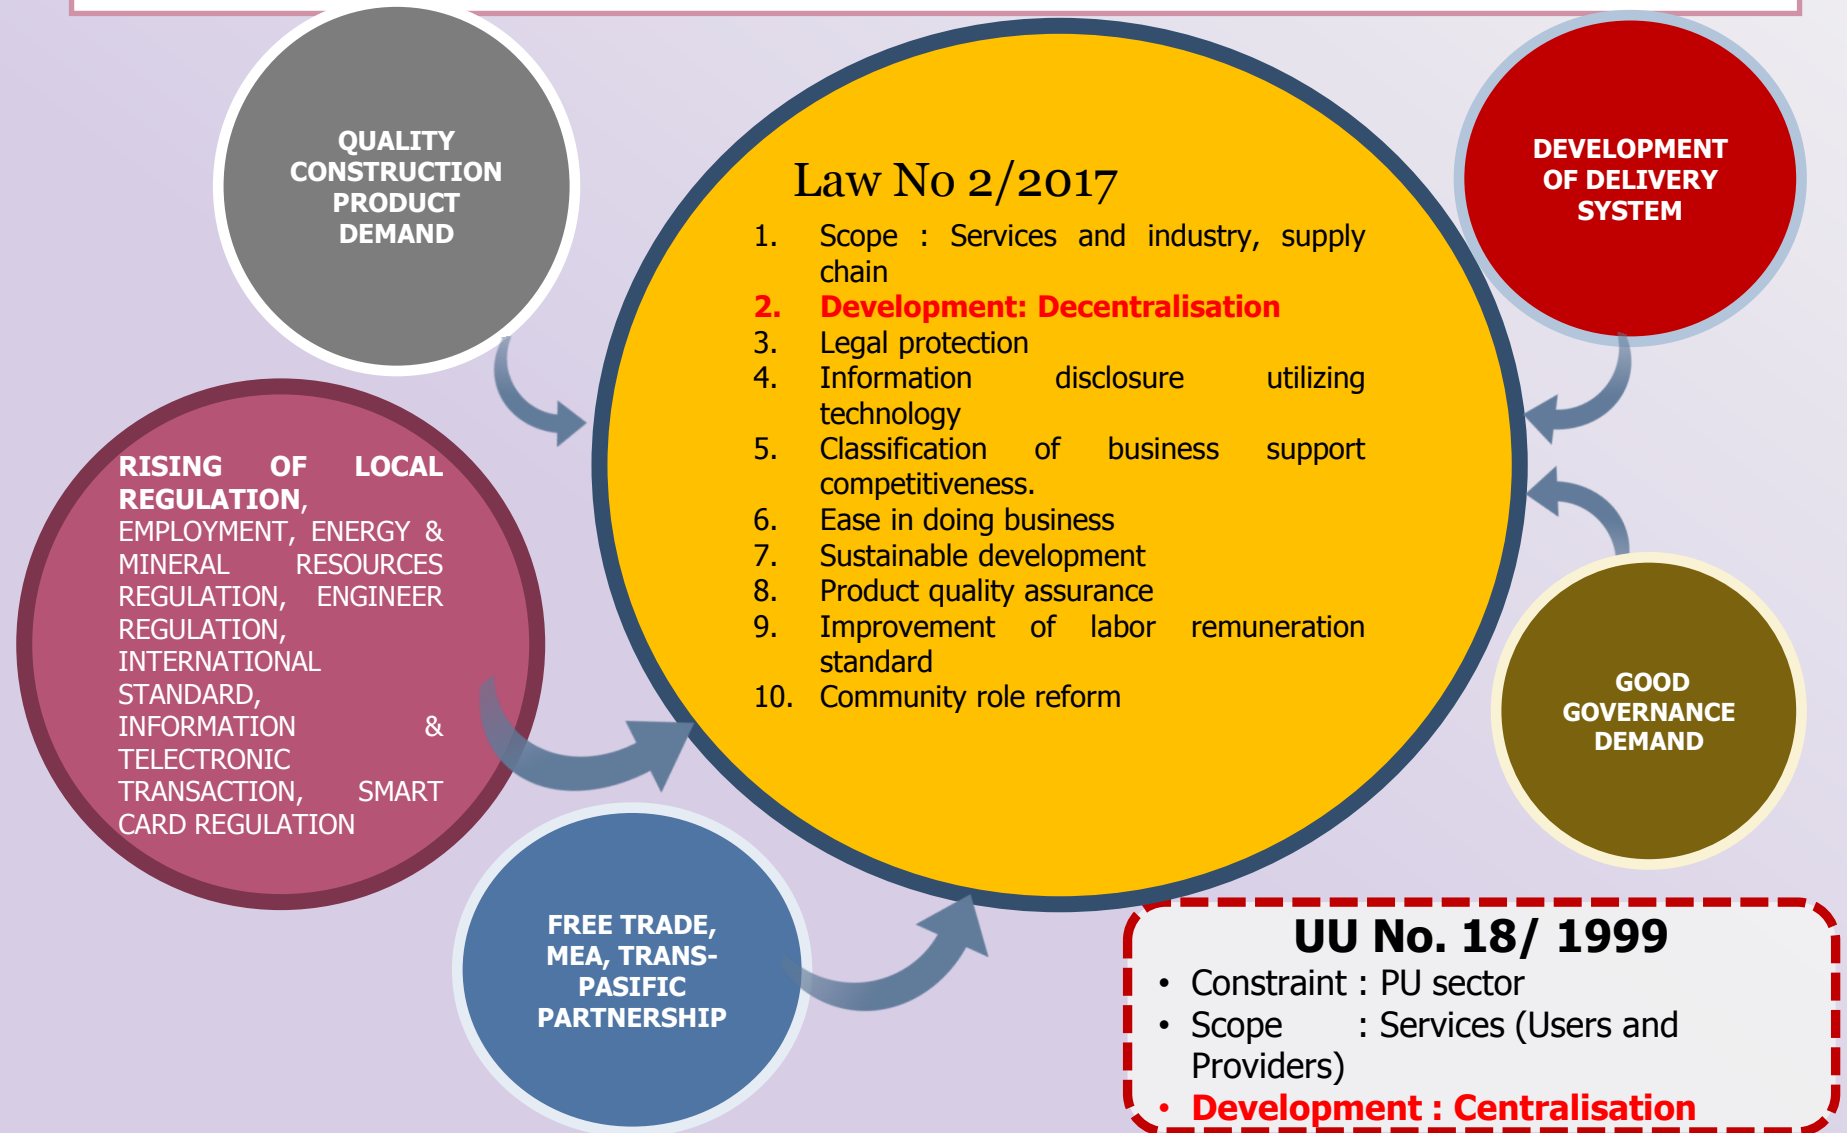 QUALITY
CONSTRUCTION
PRODUCT
DEMAND
DEVELOPMENT
OF DELIVERY
SYSTEM
Law No 2/2017
1. Scope : Services and industry, supply
chain
2. Development: Decentralisation
3. Legal protection
4. Information disclosure utilizing
technology
5. Classification of business support
competitiveness.
6. Ease in doing business
7. Sustainable development
8. Product quality assurance
9. Improvement of labor remuneration
standard
10. Community role reform
RISING OF LOCAL
REGULATION,
EMPLOYMENT, ENERGY &
MINERAL RESOURCES
REGULATION, ENGINEER
REGULATION,
INTERNATIONAL
STANDARD,
INFORMATION &
TELECTRONIC
TRANSACTION, SMART
CARD REGULATION
GOOD
GOVERNANCE
DEMAND
FREE TRADE,
MEA, TRANS-
PASIFIC
PARTNERSHIP
UU No. 18/ 1999
• Constraint : PU sector
• Scope : Services (Users and
Providers)
• Development : Centralisation